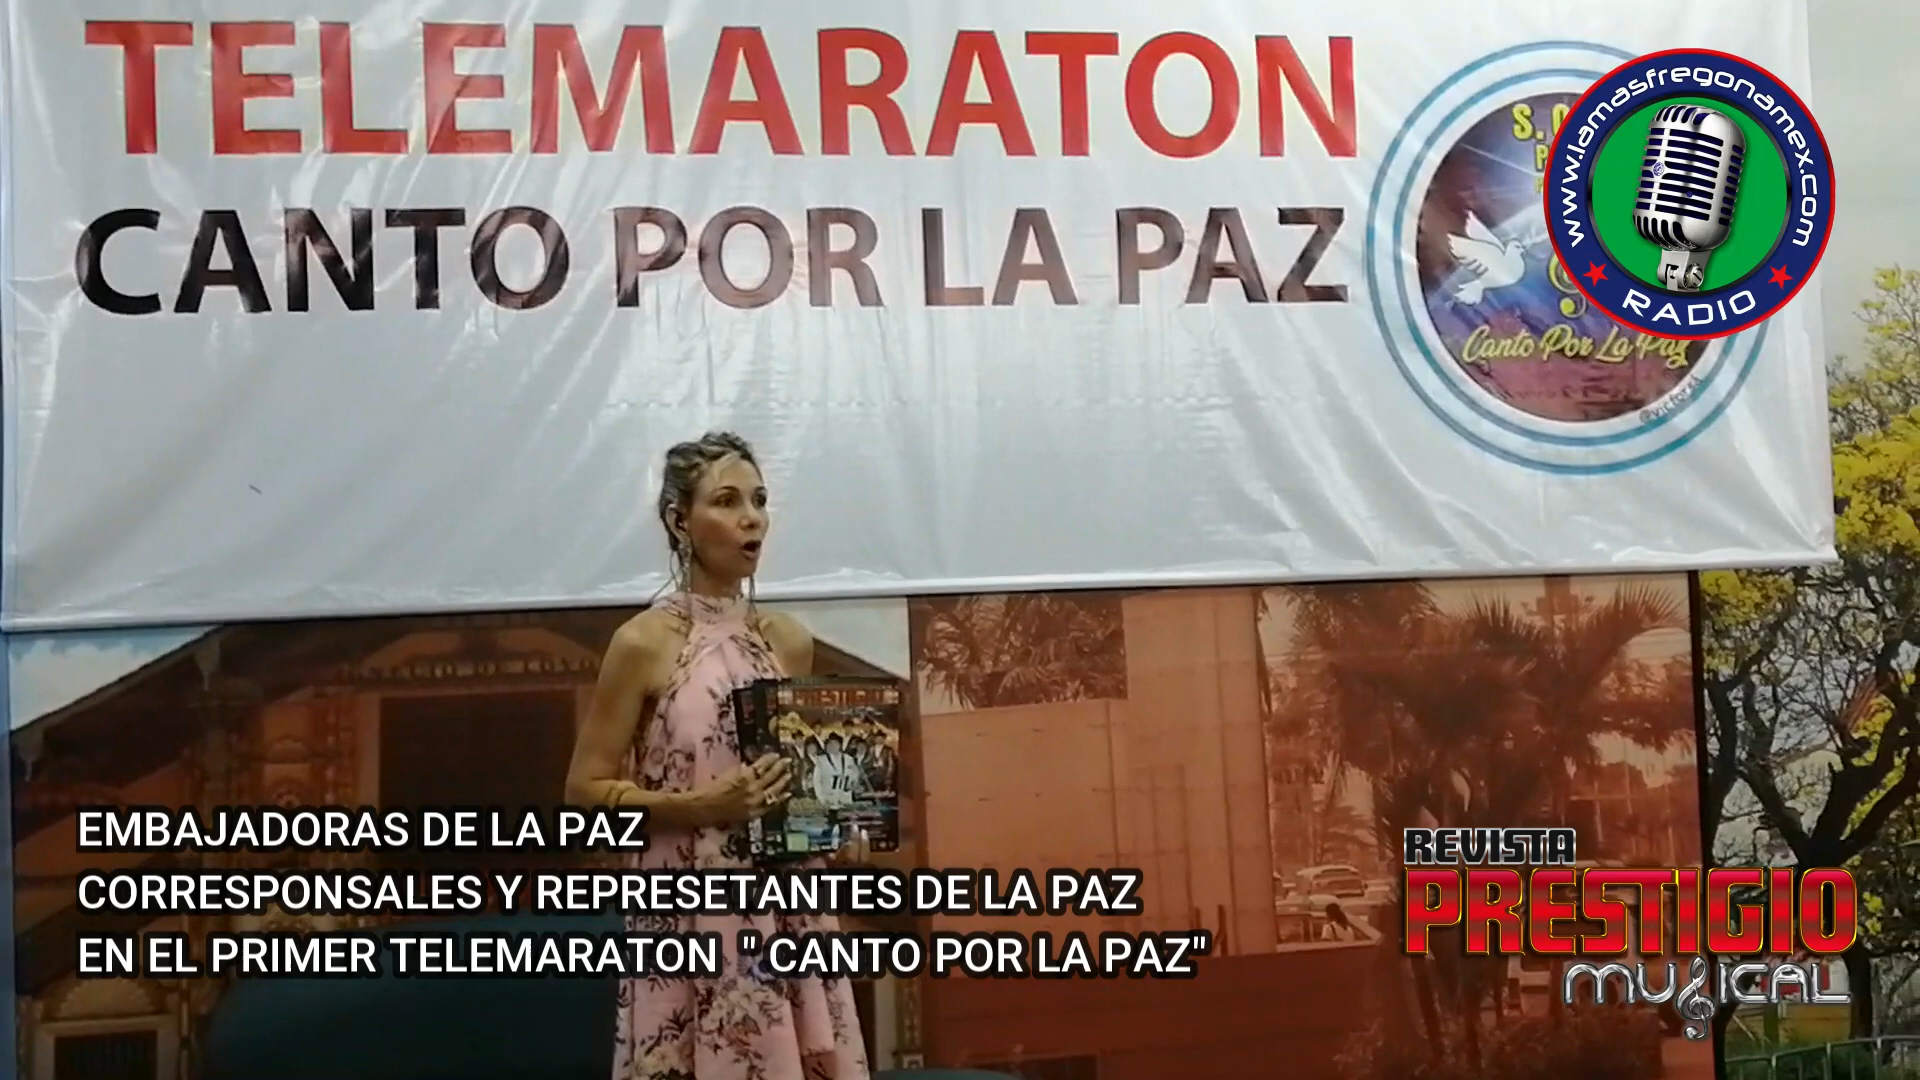 TELEMARATON
CANTO POR LA PAZ
Canto Por La Paz
www.lamasfregonamex.com
RADIO
PRESTIGIO
EMBAJADORAS DE LA PAZ
CORRESPONSALES Y REPRESETANTES DE LA PAZ
EN EL PRIMER TELEMARATON " CANTO POR LA PAZ"
REVISTA
PRESTIGIO
MUSICAL